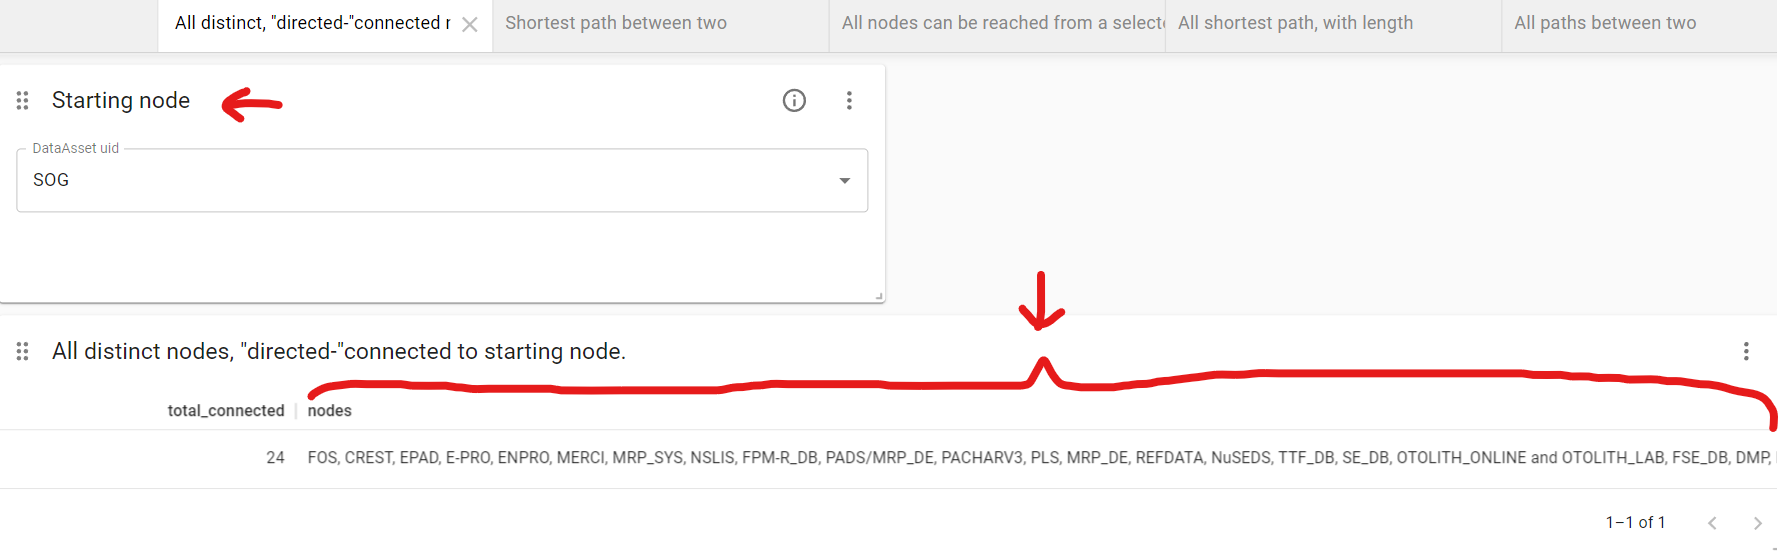 All distinct, "directed-"connected
Shortest path between two
All nodes can be reached from a select
All shortest path, with length
All paths between two
Starting node
DataAsset uid
SOG
All distinct nodes, "directed-"connected to starting node.
total_connected nodes
24 FOS, CREST, EPAD, E-PRO, ENPRO, MERCI, MRP_SYS, NSLIS, FPM-R_DB, PADS/MRP_DE, PACHARV3, PLS, MRP_DE, REFDATA, NuSEDS, TTF_DB, SE_DB, OTOLITH_ONLINE and OTOLITH_LAB, FSE_DB, DMP,
1–1 of 1